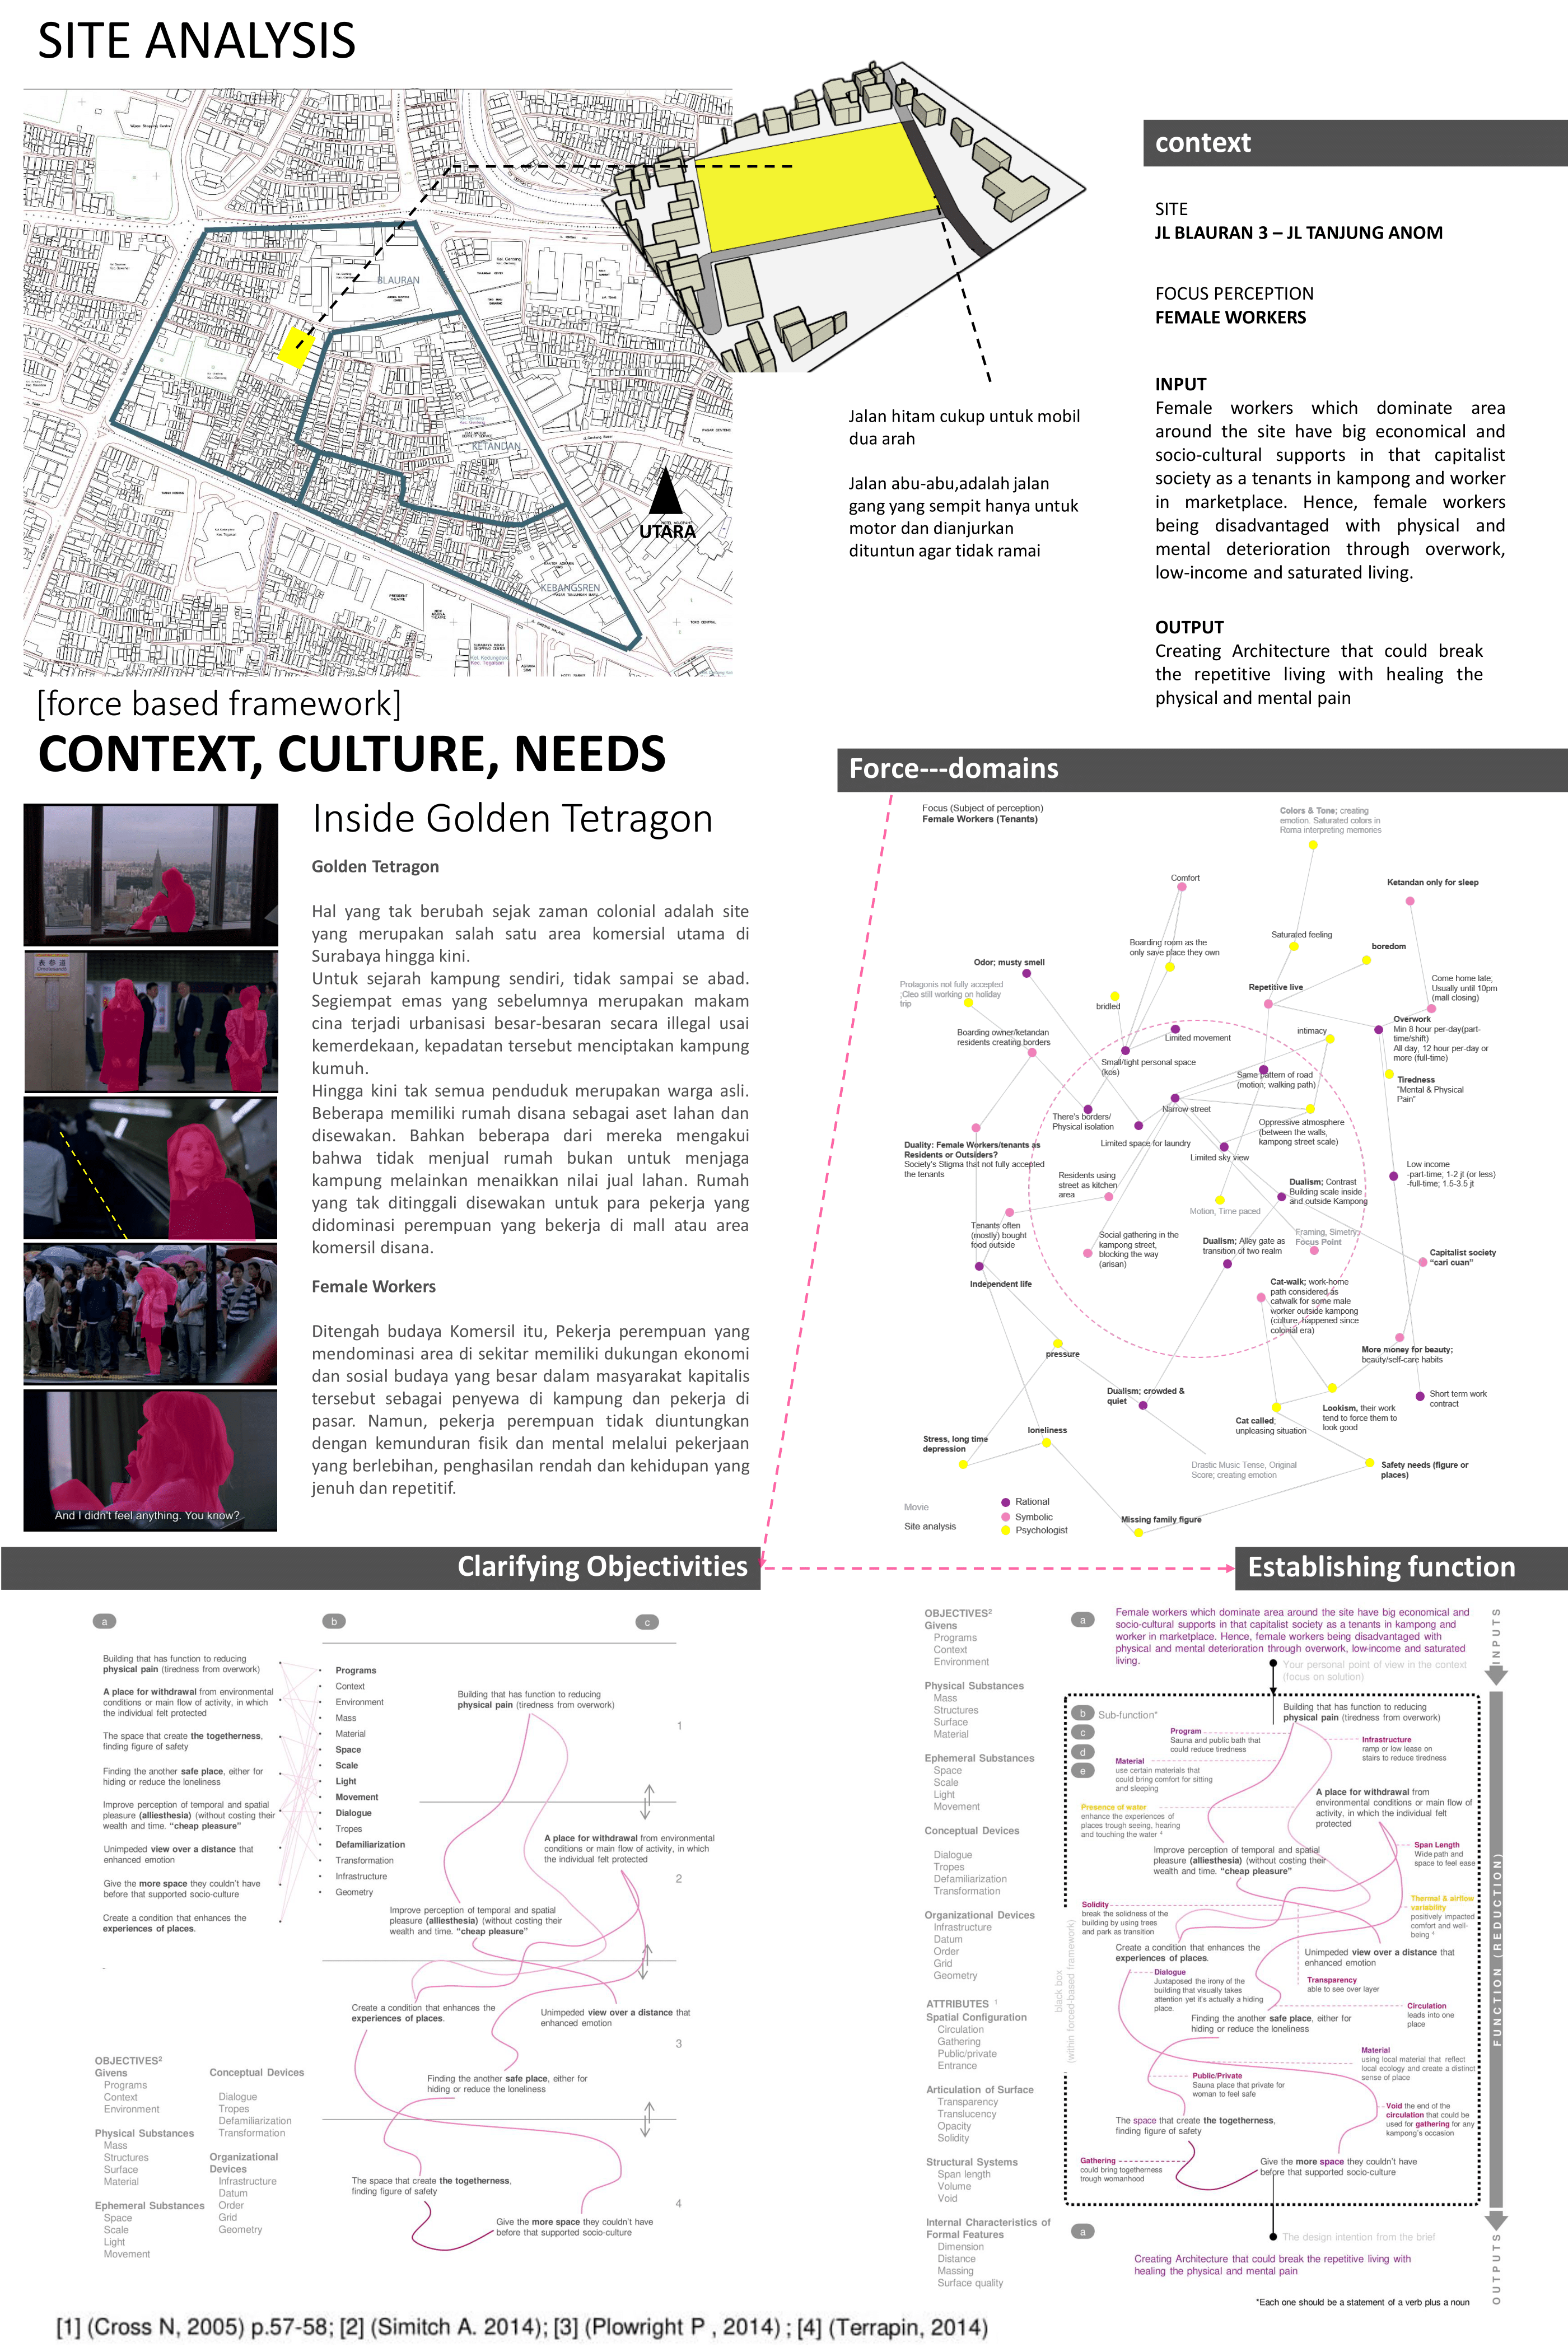 SITE ANALYSIS
BLAURAN
KETANDAN
KEBANGSREN
UTARA
Jalan hitam cukup untuk mobil
dua arah
Jalan abu-abu,adalah jalan
gang yang sempit hanya untuk
motor dan dianjurkan
dituntun agar tidak ramai
context
SITE
JL BLAURAN 3 – JL TANJUNG ANOM
FOCUS PERCEPTION
FEMALE WORKERS
INPUT
Female workers which dominate area
around the site have big economical and
socio-cultural supports in that capitalist
society as a tenants in kampong and worker
in marketplace. Hence, female workers
being disadvantaged with physical and
mental deterioration through overwork,
low-income and saturated living.
OUTPUT
Creating Architecture that could break
the repetitive living with healing the
physical and mental pain
[force based framework]
CONTEXT, CULTURE, NEEDS
Inside Golden Tetragon
Golden Tetragon
Hal yang tak berubah sejak zaman colonial adalah site
yang merupakan salah satu area komersial utama di
Surabaya hingga kini.
Untuk sejarah kampung sendiri, tidak sampai se abad.
Segiempat emas yang sebelumnya merupakan makam
cina terjadi urbanisasi besar-besaran secara illegal usai
kemerdekaan, kepadatan tersebut menciptakan kampung
kumuh.
Hingga kini tak semua penduduk merupakan warga asli.
Beberapa memiliki rumah disana sebagai aset lahan dan
disewakan. Bahkan beberapa dari mereka mengakui
bahwa tidak menjual rumah bukan untuk menjaga
kampung melainkan menaikkan nilai jual lahan. Rumah
yang tak ditinggali disewakan untuk para pekerja yang
didominasi perempuan yang bekerja di mall atau area
komersil disana.
Female Workers
Ditengah budaya Komersil itu, Pekerja perempuan yang
mendominasi area di sekitar memiliki dukungan ekonomi
dan sosial budaya yang besar dalam masyarakat kapitalis
tersebut sebagai penyewa di kampung dan pekerja di
pasar. Namun, pekerja perempuan tidak diuntungkan
dengan kemunduran fisik dan mental melalui pekerjaan
yang berlebihan, penghasilan rendah dan kehidupan yang
jenuh dan repetitif.
表参道
And I didn't feel anything. You know?
Force---domains
Focus (Subject of perception)
Female Workers (Tenants)
Colors & Tone; creating
emotion. Saturated colors in
Roma interpreting memories
Comfort
Ketandan only for sleep
Saturated feeling
Boarding room as the
only save place they own
boredom
Odor; musty smell
Protagonis not fully accepted
;Cleo still working on holiday
trip
bridled
Repetitive live
Come home late;
Usually until 10pm
(mall closing)
Overwork
Min 8 hour per-day(part-
time/shift)
All day, 12 hour per-day or
more (full-time)
Boarding owner/ketandan
residents creating borders
Limited movement
intimacy
Small/tight personal space
(kos)
Same pattern of road
(motion; walking path)
Tiredness
"Mental & Physical
Pain"
There's borders/
Physical isolation
Narrow street
Oppressive atmosphere
(between the walls,
kampong street scale)
Duality: Female Workers/tenants as
Residents or Outsiders?
Society's Stigma that not fully accepted
the tenants
Limited space for laundry
Limited sky view
Low income
-part-time; 1-2 jt (or less)
-full-time; 1.5-3.5 jt
Residents using
street as kitchen
area
Dualism; Contrast
Building scale inside
and outside Kampong
Motion, Time paced
Tenants often
(mostly) bought
food outside
Social gathering in the
kampong street,
blocking the way
(arisan)
Dualism; Alley gate as
transition of two realm
Framing, Simetry,
Focus Point
Capitalist society
"cari cuan"
Independent life
Cat-walk; work-home
path considered as
catwalk for some male
worker outside kampong
(culture, happened since
colonial era)
pressure
More money for beauty;
beauty/self-care habits
Dualism; crowded &
quiet
Cat called;
unpleasing situation
Lookism, their work
tend to force them to
look good
Short term work
contract
Stress, long time
depression
loneliness
Drastic Music Tense, Original
Score; creating emotion
Safety needs (figure or
places)
Movie
Site analysis
Rational
Symbolic
Psychologist
Missing family figure
Clarifying Objectivities
a
b
c
Building that has function to reducing
physical pain (tiredness from overwork)
A place for withdrawal from environmental
conditions or main flow of activity, in which
the individual felt protected
The space that create the togetherness,
finding figure of safety
Finding the another safe place, either for
hiding or reduce the loneliness
Improve perception of temporal and spatial
pleasure (alliesthesia) (without costing their
wealth and time. “cheap pleasure”
Unimpeded view over a distance that
enhanced emotion
Give the more space they couldn't have
before that supported socio-culture
Create a condition that enhances the
experiences of places.
Programs
Context
Environment
Mass
Material
Space
Scale
Light
Movement
Dialogue
Tropes
Defamiliarization
Transformation
Infrastructure
Geometry
Building that has function to reducing
physical pain (tiredness from overwork)
1
A place for withdrawal from environmental
conditions or main flow of activity, in which
the individual felt protected
2
Improve perception of temporal and spatial
pleasure (alliesthesia) (without costing their
wealth and time. “cheap pleasure”
Create a condition that enhances the
experiences of places.
Unimpeded view over a distance that
enhanced emotion
3
Finding the another safe place, either for
hiding or reduce the loneliness
The space that create the togetherness,
finding figure of safety
4
Give the more space they couldn't have
before that supported socio-culture
OBJECTIVES²
Givens
Programs
Context
Environment
Physical Substances
Mass
Structures
Surface
Material
Ephemeral Substances
Space
Scale
Light
Movement
Conceptual Devices
Dialogue
Tropes
Defamiliarization
Transformation
Organizational
Devices
Infrastructure
Datum
Order
Grid
Geometry
Establishing function
OBJECTIVES²
Givens
Programs
Context
Environment
Physical Substances
Mass
Structures
Surface
Material
Ephemeral Substances
Space
Scale
Light
Movement
Conceptual Devices
Dialogue
Tropes
Defamiliarization
Transformation
Organizational Devices
Infrastructure
Datum
Order
Grid
Geometry
ATTRIBUTES ¹
Spatial Configuration
Circulation
Gathering
Public/private
Entrance
Articulation of Surface
Transparency
Translucency
Opacity
Solidity
Structural Systems
Span length
Volume
Void
Internal Characteristics of
Formal Features
Dimension
Distance
Massing
Surface quality
a
Female workers which dominate area around the site have big economical and
socio-cultural supports in that capitalist society as a tenants in kampong and
worker in marketplace. Hence, female workers being disadvantaged with
physical and mental deterioration through overwork, low-income and saturated
living.
Your personal point of view in the context
(focus on solution)
INPUTS
b
Sub-function*
c
d
e
Building that has function to reducing
physical pain (tiredness from overwork)
Program
Sauna and public bath that
could reduce tiredness
Infrastructure
ramp or low lease on
stairs to reduce tiredness
Material
use certain materials that
could bring comfort for sitting
and sleeping
A place for withdrawal from
environmental conditions or main flow of
activity, in which the individual felt
protected
Presence of water
enhance the experiences of
places trough seeing, hearing
and touching the water ⁴
Span Length
Wide path and
space to feel ease
Improve perception of temporal and spatial
pleasure (alliesthesia) (without costing their
wealth and time. “cheap pleasure”
Thermal & airflow
variability
positively impacted
comfort and well-
being ⁴
Solidity
break the solidness of the
building by using trees
and park as transition
Create a condition that enhances the
experiences of places.
Unimpeded view over a distance that
enhanced emotion
Dialogue
Juxtaposed the irony of the
building that visually takes
attention yet it's actually a hiding
place.
Transparency
able to see over layer
Circulation
leads into one
place
Finding the another safe place, either for
hiding or reduce the loneliness
Material
using local material that reflect
local ecology and create a distinct
sense of place
Public/Private
Sauna place that private for
woman to feel safe
Void the end of the
circulation that could be
used for gathering for any
kampong's occasion
The space that create the togetherness,
finding figure of safety
Gathering
could bring togetherness
trough womanhood
Give the more space they couldn't have
before that supported socio-culture
black box
(within forced-based framework)
FUNCTION (REDUCTION)
a
The design intention from the brief
Creating Architecture that could break the repetitive living with
healing the physical and mental pain
OUTPUTS
*Each one should be a statement of a verb plus a noun
[1] (Cross N, 2005) p.57-58; [2] (Simitch A. 2014); [3] (Plowright P , 2014) ; [4] (Terrapin, 2014)